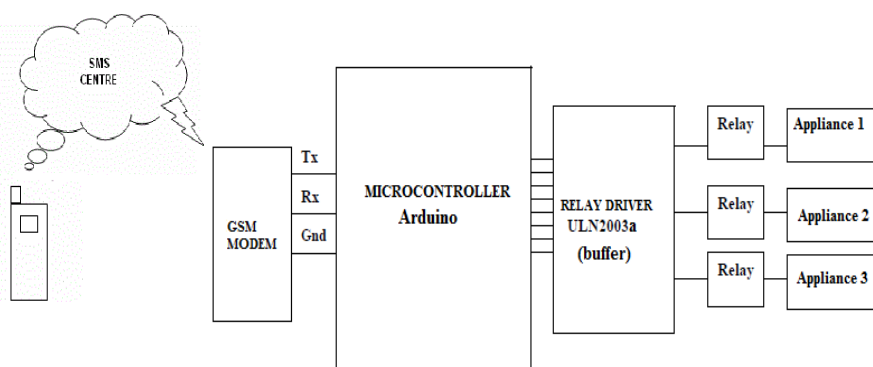 SMS
CENTRE
GSM
MODEM
Tx
Rx
Gnd
MICROCONTROLLER
Arduino
RELAY DRIVER
ULN2003a
(buffer)
Relay
Appliance 1
Relay
Appliance 2
Relay
Appliance 3